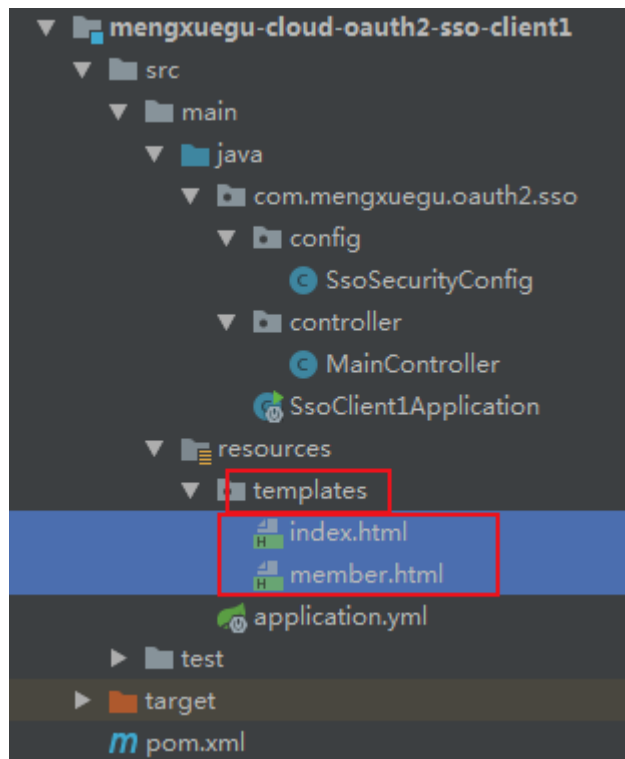 mengxuegu-cloud-oauth2-sso-client1
src
main
java
com.mengxuegu.oauth2.sso
config
SsoSecurityConfig
controller
MainController
SsoClient1Application
resources
templates
index.html
member.html
application.yml
test
target
pom.xml